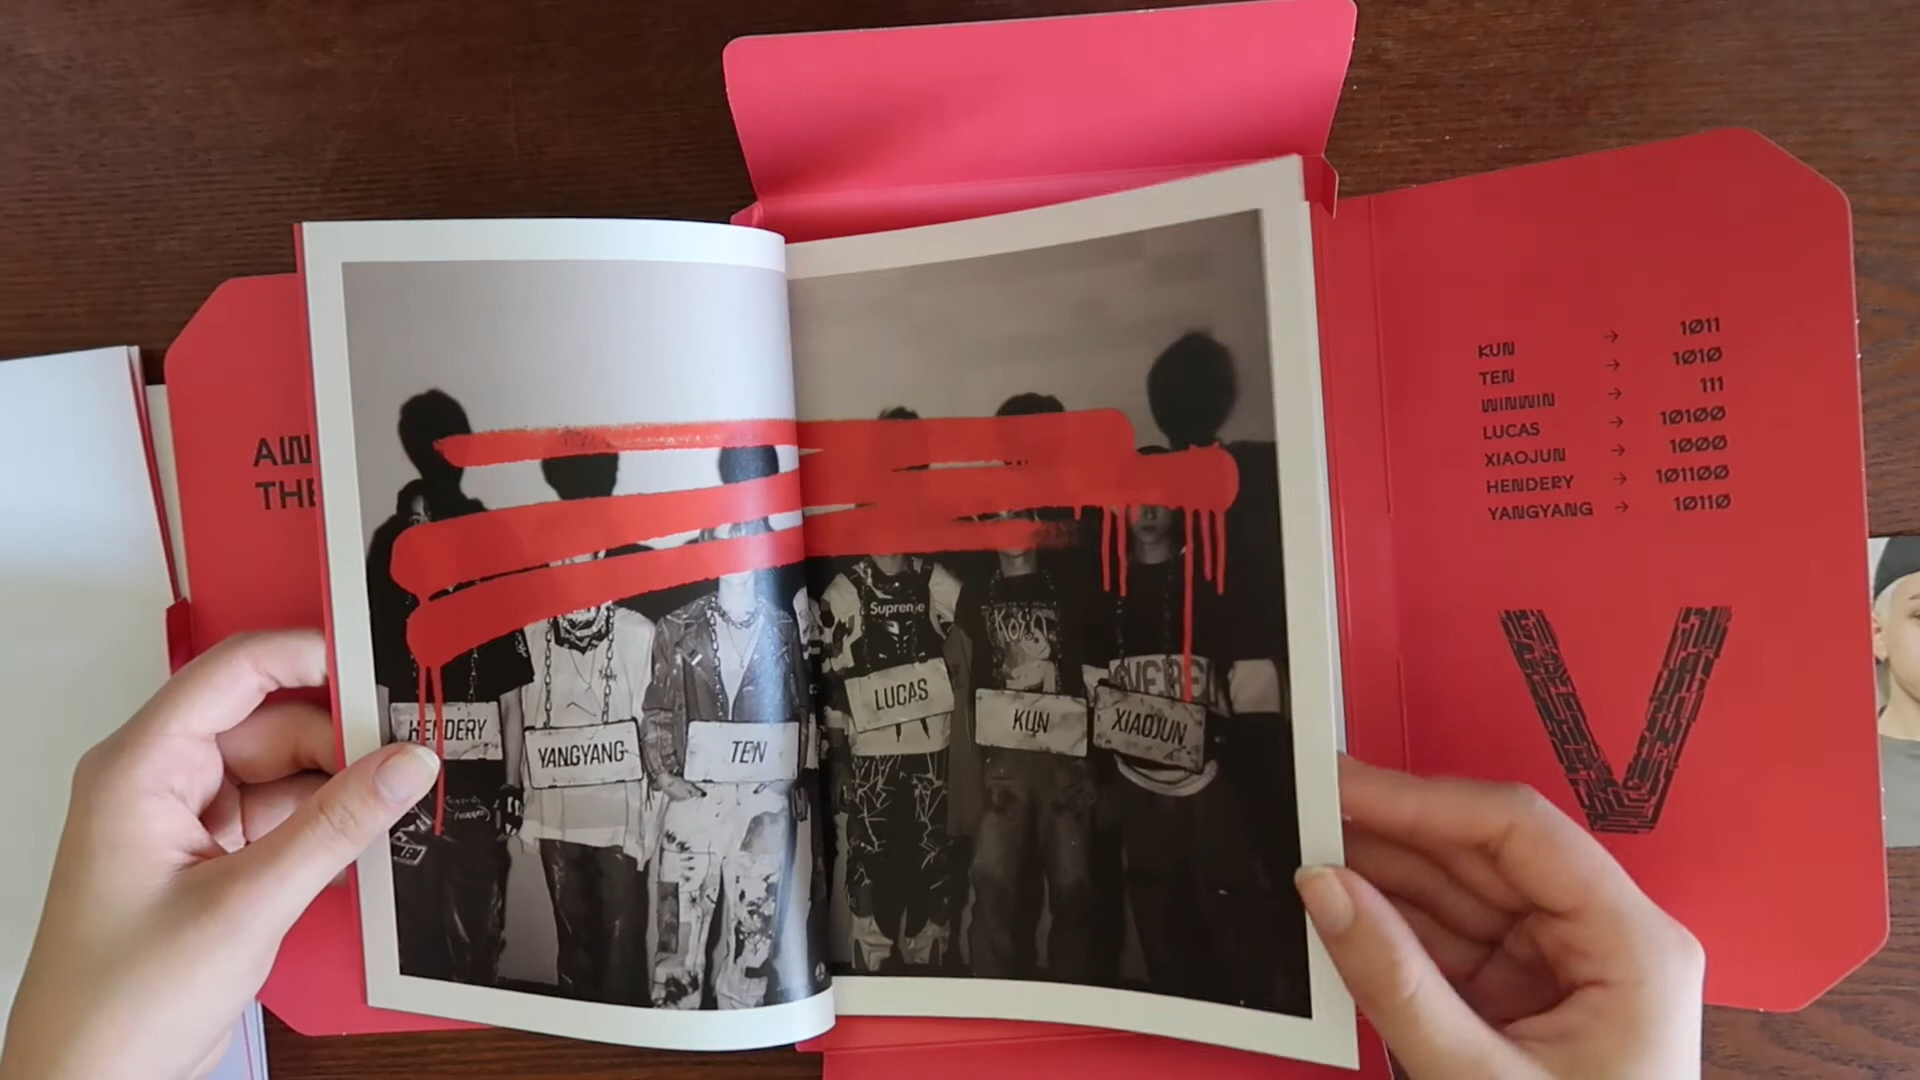 AW
THE
HENDERY
YANGYANG
TEN
Supreme
LUCAS
KoRn
KUN
XIAOJUN
KUN → 1Ø11
TEN → 1Ø1Ø
WINWIN → 111
LUCAS → 1Ø1ØØ
XIAOJUN → 1ØØØ
HENDERY → 1Ø11ØØ
YANGYANG → 1Ø11Ø
V